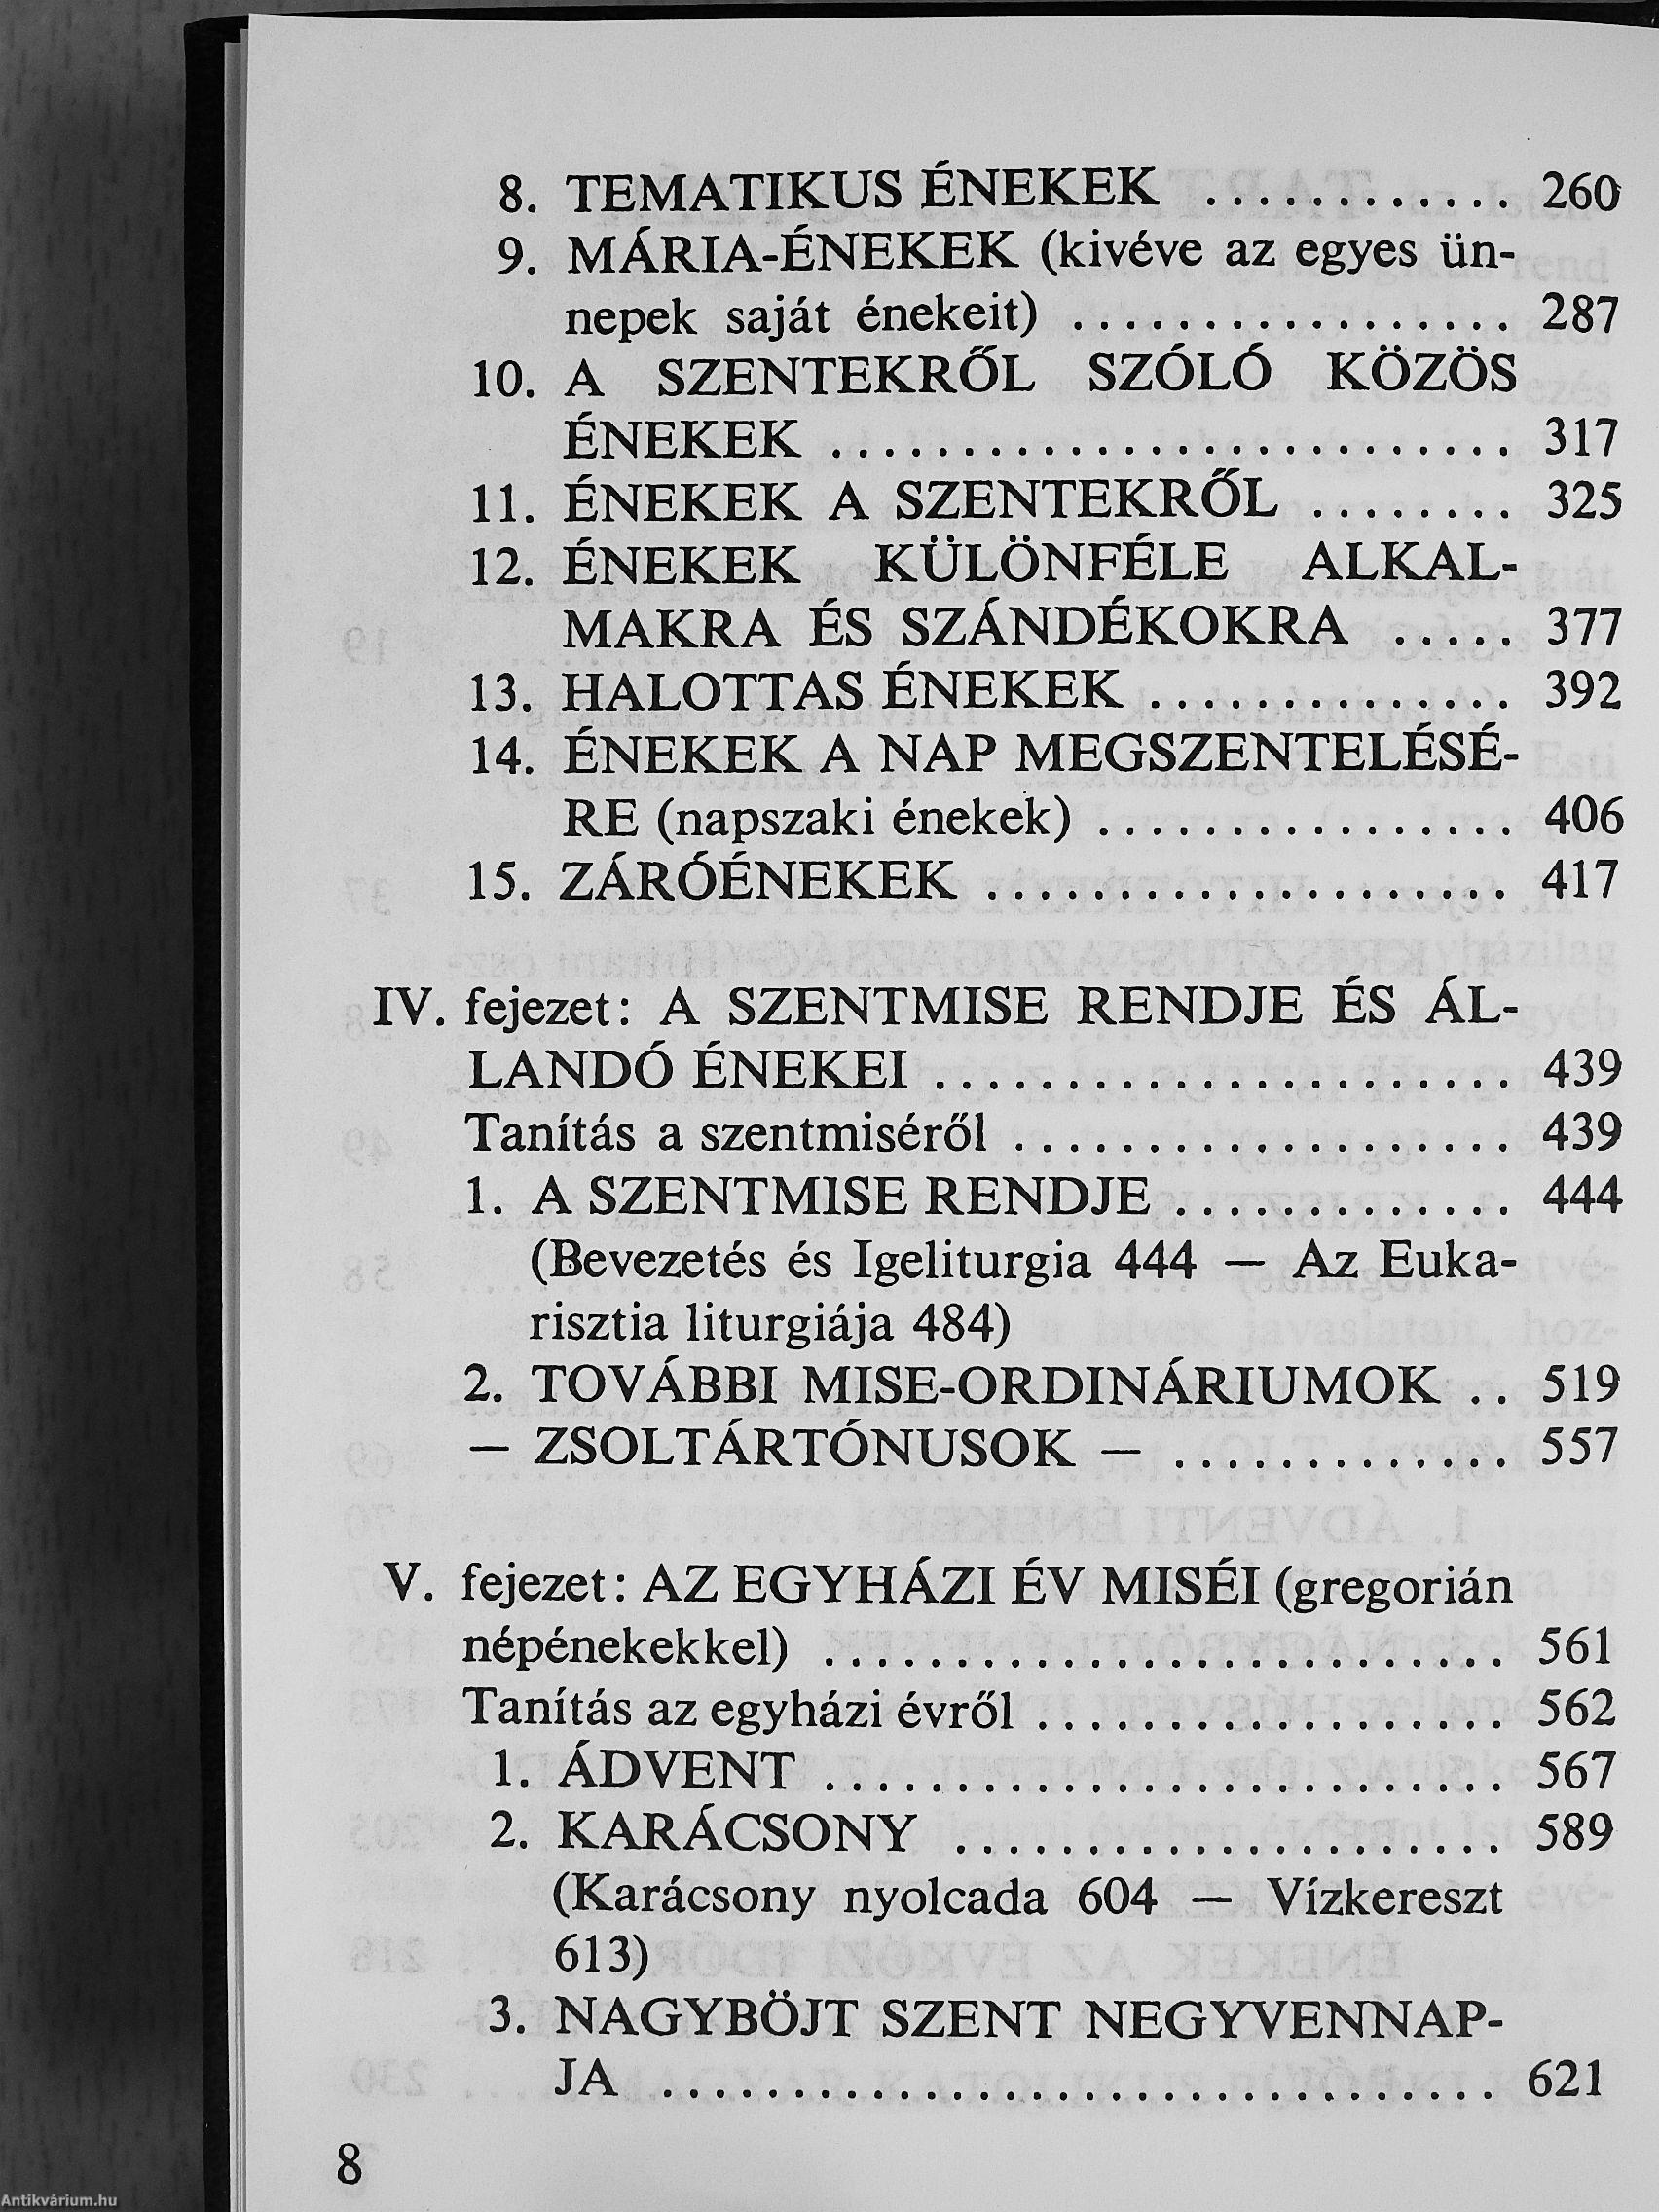 8. TEMATIKUS ÉNEKEK ............ 260
9. MÁRIA-ÉNEKEK (kivéve az egyes ün-
nepek saját énekeit) ................. 287
10. A SZENTEKRŐL SZÓLÓ KÖZÖS
ÉNEKEK .......................... 317
11. ÉNEKEK A SZENTEKRŐL ........ 325
12. ÉNEKEK KÜLÖNFÉLE ALKAL-
MAKRA ÉS SZÁNDÉKOKRA ..... 377
13. HALOTTAS ÉNEKEK .............. 392
14. ÉNEKEK A NAP MEGSZENTELÉSÉ-
RE (napszaki énekek) ................ 406
15. ZÁRÓÉNEKEK .................... 417
IV. fejezet: A SZENTMISE RENDJE ÉS ÁL-
LANDÓ ÉNEKEI ...................... 439
Tanítás a szentmiséről ................... 439
1. A SZENTMISE RENDJE ............. 444
(Bevezetés és Igeliturgia 444 — Az Euka-
risztia liturgiája 484)
2. TOVÁBBI MISE-ORDINÁRIUMOK .. 519
— ZSOLTÁRTÓNUSOK — ............. 557
V. fejezet: AZ EGYHÁZI ÉV MISÉI (gregorián
népénekekkel) .......................... 561
Tanítás az egyházi évről .................. 562
1. ÁDVENT .......................... 567
2. KARÁCSONY ..................... 589
(Karácsony nyolcada 604 — Vízkereszt
613)
3. NAGYBÖJT SZENT NEGYVENNAP-
JA ................................ 621
8
Antikvárium.hu